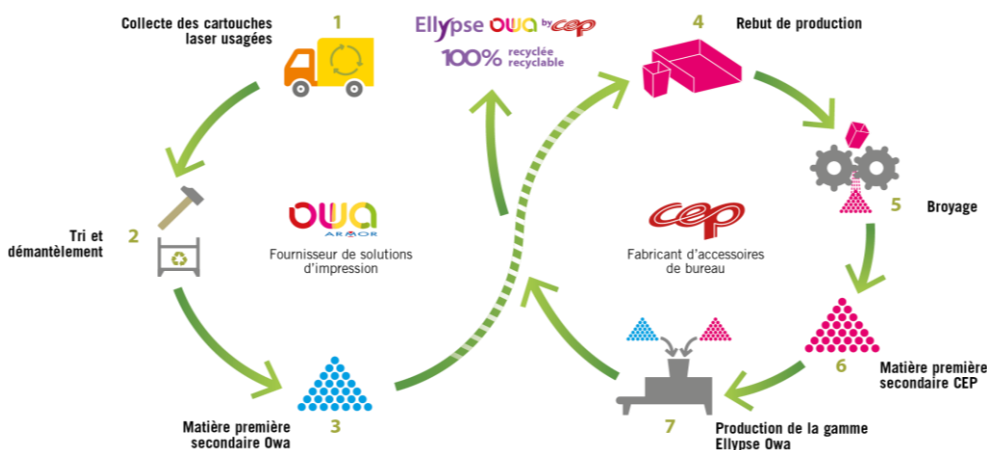 1
Collecte des cartouches
laser usagées
Ellypse owa by cep
100% recyclée
recyclable
4
Rebut de production
2
Tri et
démantèlement
owa
ARMOR
Fournisseur de solutions
d'impression
cep
Fabricant d'accessoires
de bureau
5
Broyage
3
Matière première
secondaire Owa
6
Matière première
secondaire CEP
7
Production de la gamme
Ellypse Owa